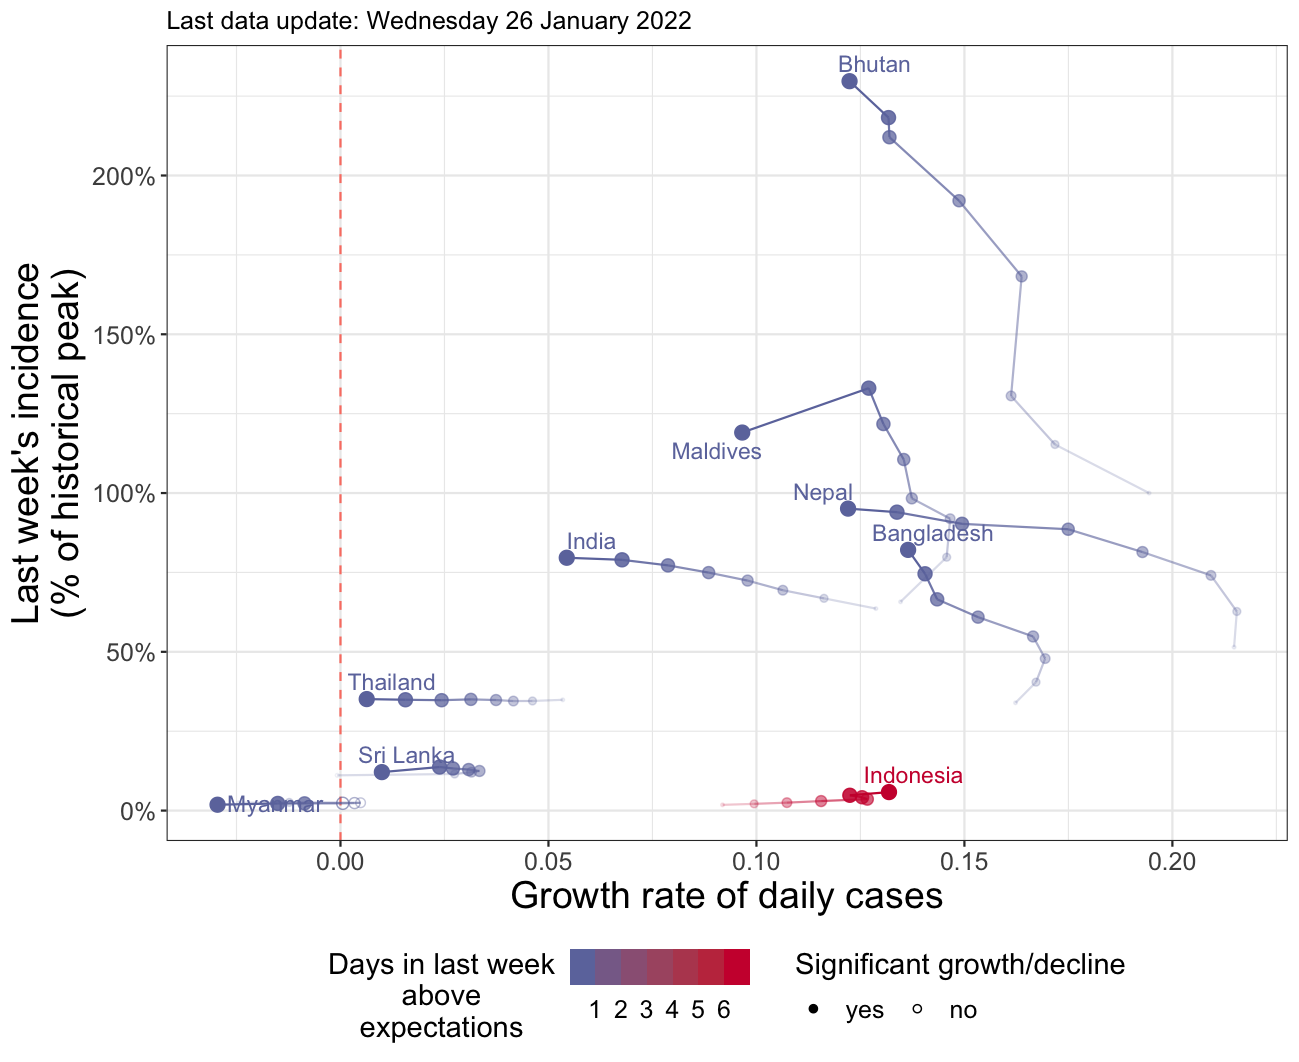 Last data update: Wednesday 26 January 2022
Last week's incidence
(% of historical peak)
200%
150%
100%
50%
0%
Bhutan
Maldives
Nepal
Bangladesh
India
Thailand
Sri Lanka
Indonesia
Myanmar
0.00
0.05
0.10
0.15
0.20
Growth rate of daily cases
Days in last week
above
expectations
1 2 3 4 5 6
Significant growth/decline
yes
no